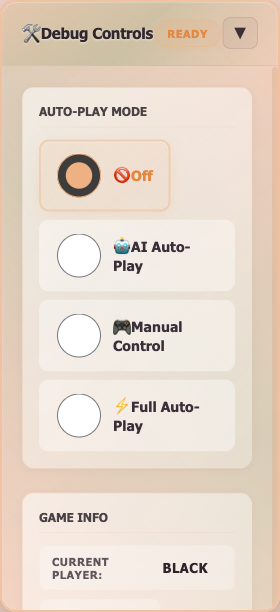 🛠️Debug Controls READY ▼
AUTO-PLAY MODE
🚫Off
🤖AI Auto-
Play
🎮Manual
Control
⚡Full Auto-
Play
GAME INFO
CURRENT
PLAYER:
BLACK